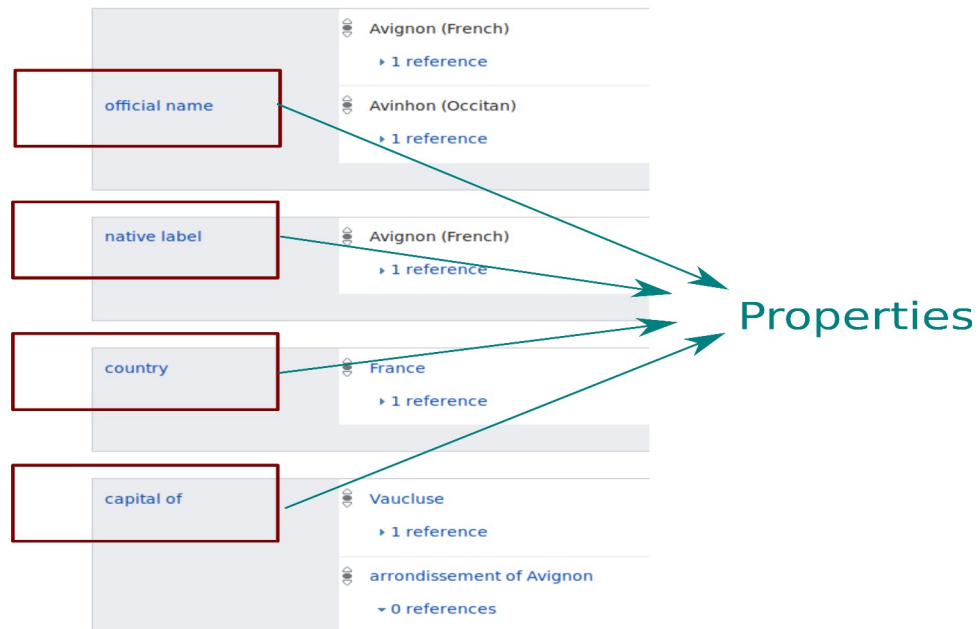 Avignon (French)
1 reference
official name
Avinhon (Occitan)
1 reference
native label
Avignon (French)
1 reference
Properties
country
France
1 reference
capital of
Vaucluse
1 reference
arrondissement of Avignon
0 references